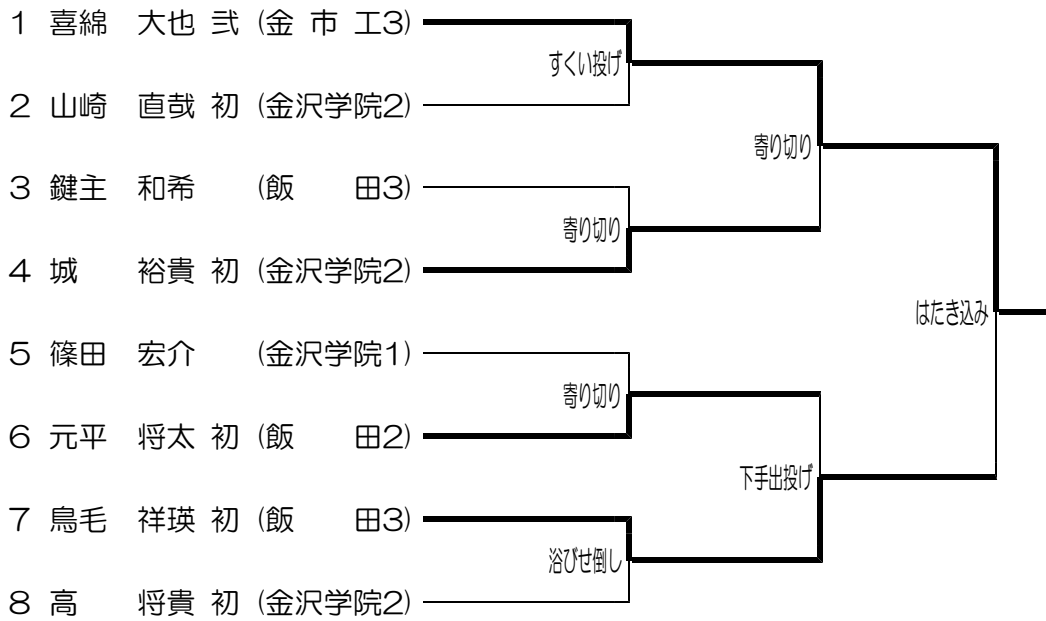 1 喜綿 大也 弐 (金 市 工3)
すくい投げ
2 山崎 直哉 初 (金沢学院2)
寄り切り
3 鍵主 和希 (飯 田3)
寄り切り
4 城 裕貴 初 (金沢学院2)
はたき込み
5 篠田 宏介 (金沢学院1)
寄り切り
6 元平 将太 初 (飯 田2)
下手出投げ
7 鳥毛 祥瑛 初 (飯 田3)
浴びせ倒し
8 高 将貴 初 (金沢学院2)